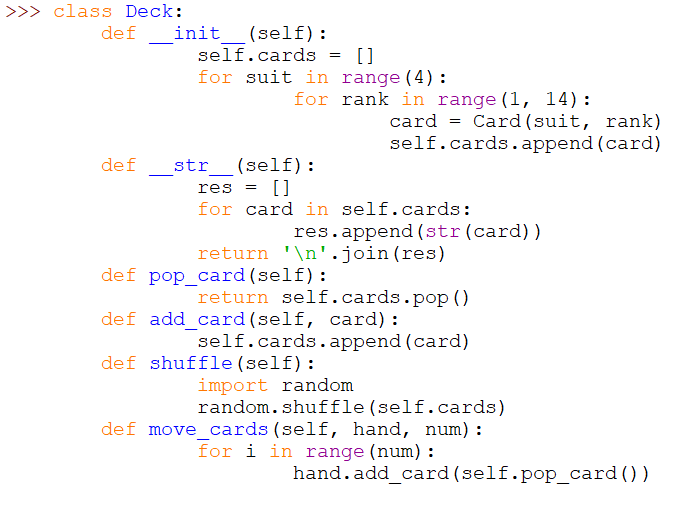 >>> class Deck:
        def __init__(self):
                self.cards = []
                for suit in range(4):
                        for rank in range(1, 14):
                                card = Card(suit, rank)
                                self.cards.append(card)
        def __str__(self):
                res = []
                for card in self.cards:
                        res.append(str(card))
                return '\n'.join(res)
        def pop_card(self):
                return self.cards.pop()
        def add_card(self, card):
                self.cards.append(card)
        def shuffle(self):
                import random
                random.shuffle(self.cards)
        def move_cards(self, hand, num):
                for i in range(num):
                        hand.add_card(self.pop_card())